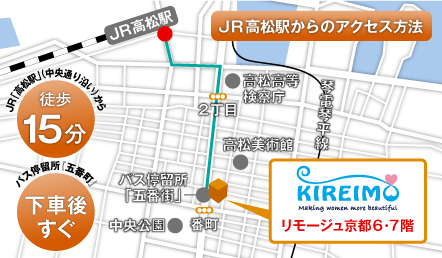 JR高松駅
JR高松駅からのアクセス方法
JR「高松駅」(中央通り沿い)から
徒歩
15分
高松高等
検察庁
琴電琴平線
2丁目
高松美術館
バス停留所「五番町」
下車後
すぐ
バス停留所
「五番街」
中央公園
番町
KIREIMO
Making women more beautiful
リモージュ京都6・7階